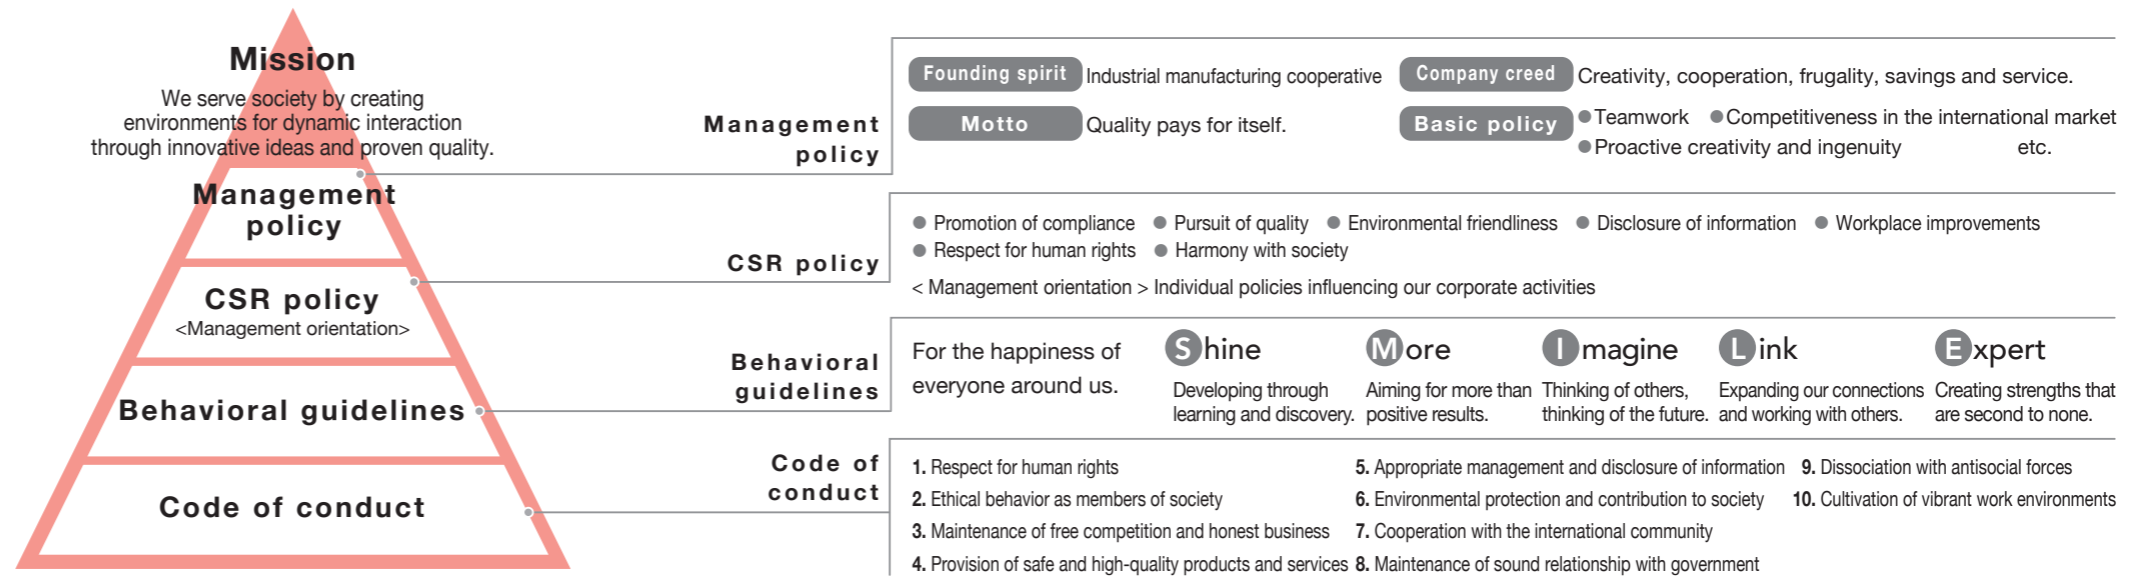 Mission
We serve society by creating
environments for dynamic interaction
through innovative ideas and proven quality.
Management
policy
CSR policy
<Management orientation>
Behavioral guidelines
Code of conduct
Management
policy
Founding spirit Industrial manufacturing cooperative
Company creed Creativity, cooperation, frugality, savings and service.
Motto Quality pays for itself.
Basic policy ●Teamwork ●Competitiveness in the international market
●Proactive creativity and ingenuity etc.
CSR policy
● Promotion of compliance ● Pursuit of quality ● Environmental friendliness ● Disclosure of information ● Workplace improvements
● Respect for human rights ● Harmony with society
< Management orientation > Individual policies influencing our corporate activities
Behavioral
guidelines
For the happiness of
everyone around us.
Shine
Developing through
learning and discovery.
More
Aiming for more than
positive results.
Imagine
Thinking of others,
thinking of the future.
Link
Expanding our connections
and working with others.
Expert
Creating strengths that
are second to none.
Code of
conduct
1. Respect for human rights
2. Ethical behavior as members of society
3. Maintenance of free competition and honest business
4. Provision of safe and high-quality products and services
5. Appropriate management and disclosure of information
6. Environmental protection and contribution to society
7. Cooperation with the international community
8. Maintenance of sound relationship with government
9. Dissociation with antisocial forces
10. Cultivation of vibrant work environments